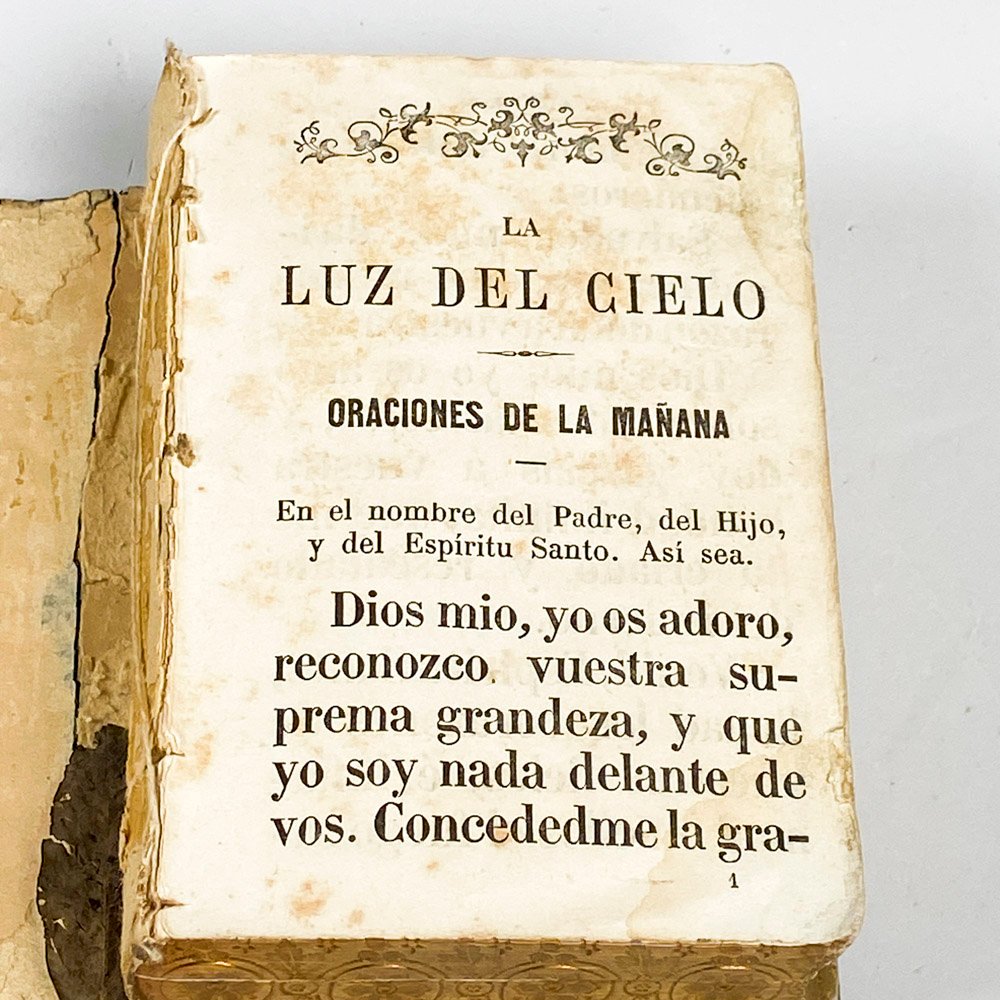 LA
LUZ DEL CIELO
ORACIONES DE LA MAÑANA
En el nombre del Padre, del Hijo,
y del Espíritu Santo. Así sea.
Dios mio, yo os adoro,
reconozco vuestra su-
prema grandeza, y que
yo soy nada delante de
vos. Concededme la gra-
1